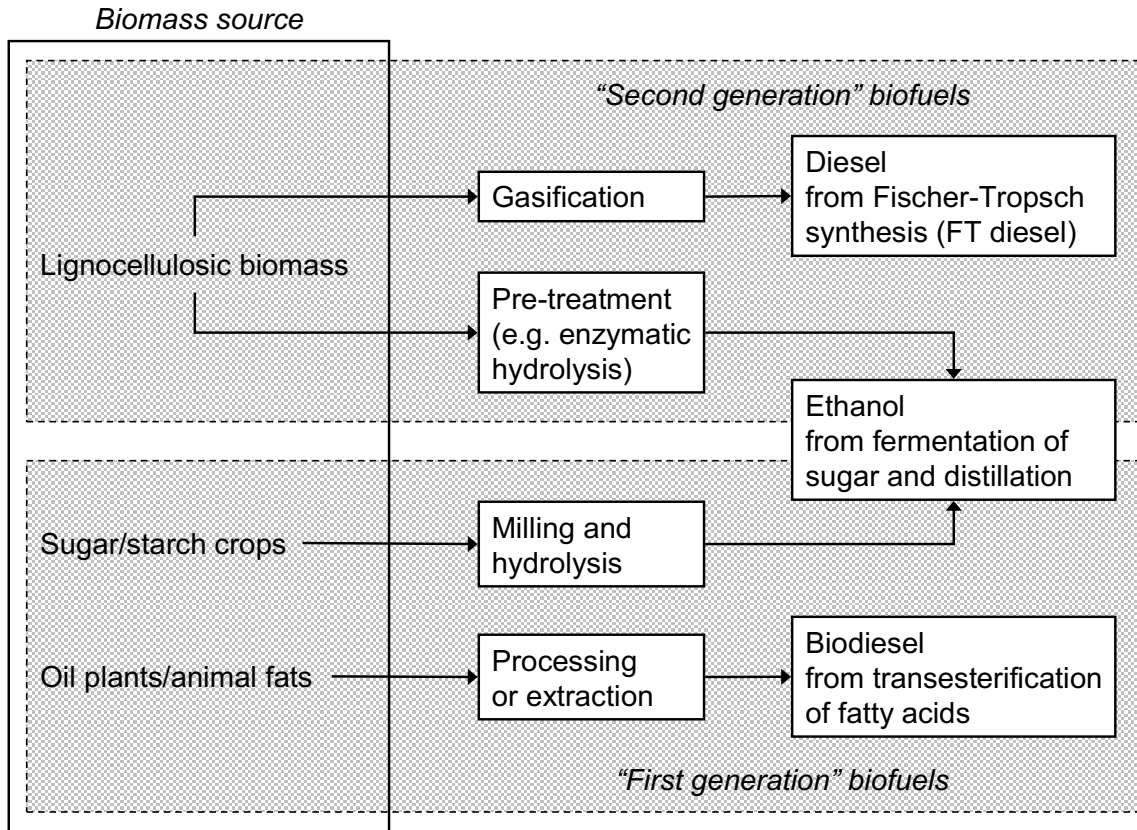 Biomass source
“Second generation” biofuels
Gasification
Diesel
from Fischer-Tropsch
synthesis (FT diesel)
Lignocellulosic biomass
Pre-treatment
(e.g. enzymatic
hydrolysis)
Ethanol
from fermentation of
sugar and distillation
Sugar/starch crops
Milling and
hydrolysis
Oil plants/animal fats
Processing
or extraction
Biodiesel
from transesterification
of fatty acids
“First generation” biofuels